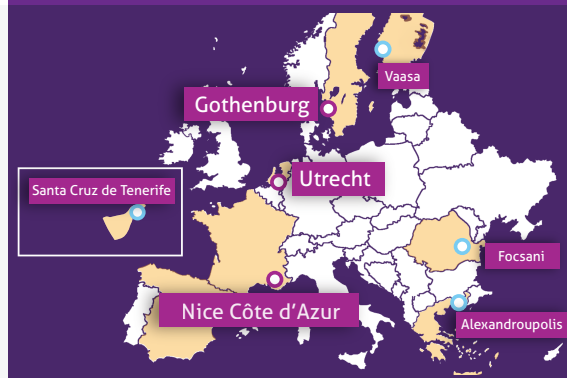 Vaasa
Gothenburg
Utrecht
Santa Cruz de Tenerife
Focsani
Nice Côte d’Azur
Alexandroupolis